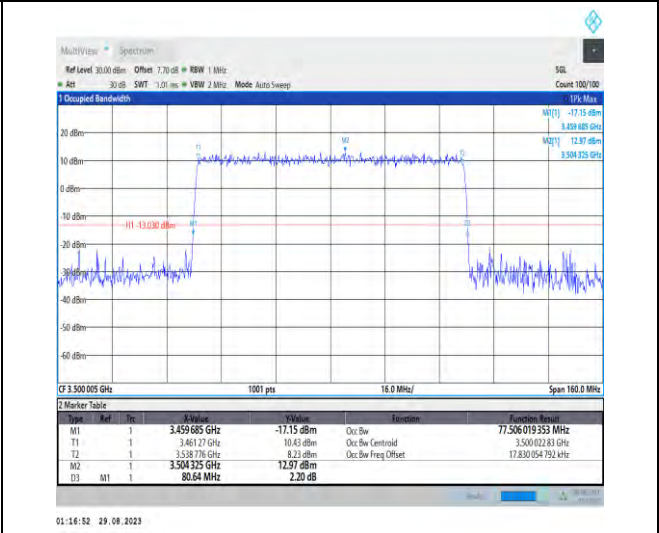 MultiView Spectrum
Ref Level 30.00 dBm Offset 7.70 dB RBW 1 MHz SGL
Att 30 dB SWT 1.01 ms VBW 2 MHz Mode Auto Sweep Count 100/100
1 Occupied Bandwidth 1Pk Max
M1[1] -17.15 dBm
3.459 685 GHz
M2[1] 12.97 dBm
3.504 325 GHz
20 dBm
M2
T1
T2
10 dBm
0 dBm
-10 dBm
H1 -13.030 dBm
M1
D3
-20 dBm
-30 dBm
-40 dBm
-50 dBm
-60 dBm
CF 3.500 005 GHz 1001 pts 16.0 MHz/ Span 160.0 MHz
2 Marker Table
Type Ref Trc X-Value Y-Value Function Function Result
M1 1 3.459 685 GHz -17.15 dBm Occ Bw 77.506 019 353 MHz
T1 1 3.461 27 GHz 10.43 dBm Occ Bw Centroid 3.500 022 83 GHz
T2 1 3.538 776 GHz 8.23 dBm Occ Bw Freq Offset 17.830 054 792 kHz
M2 1 3.504 325 GHz 12.97 dBm
D3 M1 1 80.64 MHz 2.20 dB
Ready
01:16:52 29.08.2023